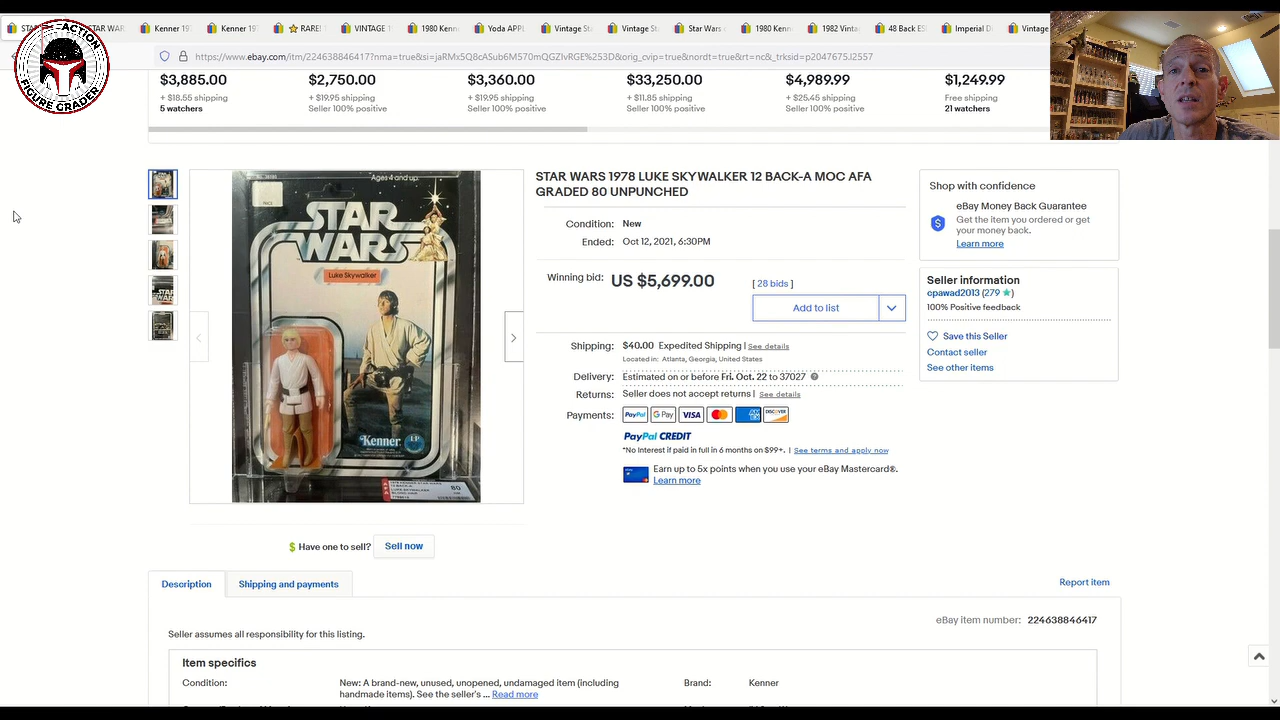 STAR WAR
Kenner 19
Kenner 19
RARE!
VINTAGE
1980 Kenn
Yoda APPL
Vintage Sta
Vintage Sta
Star Wars
1980 Kenn
1982 Vinta
48 Back ES
Imperial D
Vintage
https://www.ebay.com/itm/224638846417?nma=true&si=jaRMx5Q8cASub6M570mQGZIvRGE%253D&orig_cvip=true&nordt=true&rt=nc&_trksid=p2047675.l2557
ACTION
FIGURE GRADER
$3,885.00
+ $18.55 shipping
5 watchers
$2,750.00
+ $19.95 shipping
Seller 100% positive
$3,360.00
+ $19.95 shipping
Seller 100% positive
$33,250.00
+ $11.85 shipping
Seller 100% positive
$4,989.99
+ $25.45 shipping
Seller 100% positive
$1,249.99
Free shipping
21 watchers
Ages 4 and up.
STAR
WARS
Luke Skywalker
Kenner
LP
80
STAR WARS 1978 LUKE SKYWALKER 12 BACK-A MOC AFA
GRADED 80 UNPUNCHED
Condition: New
Ended: Oct 12, 2021, 6:30PM
Winning bid: US $5,699.00 [ 28 bids ]
Add to list
Shipping: $40.00 Expedited Shipping | See details
Located in: Atlanta, Georgia, United States
Delivery: Estimated on or before Fri. Oct. 22 to 37027
Returns: Seller does not accept returns | See details
Payments: PayPal G Pay VISA DISCOVER
PayPal CREDIT
*No Interest if paid in full in 6 months on $99+. | See terms and apply now
Earn up to 5x points when you use your eBay Mastercard®.
Learn more
Shop with confidence
eBay Money Back Guarantee
Get the item you ordered or get
your money back.
Learn more
Seller information
cpawad2013 (279 ★)
100% Positive feedback
Save this Seller
Contact seller
See other items
Have one to sell? Sell now
Description
Shipping and payments
Report item
eBay item number: 224638846417
Seller assumes all responsibility for this listing.
Item specifics
Condition: New: A brand-new, unused, unopened, undamaged item (including
handmade items). See the seller's ... Read more
Brand: Kenner